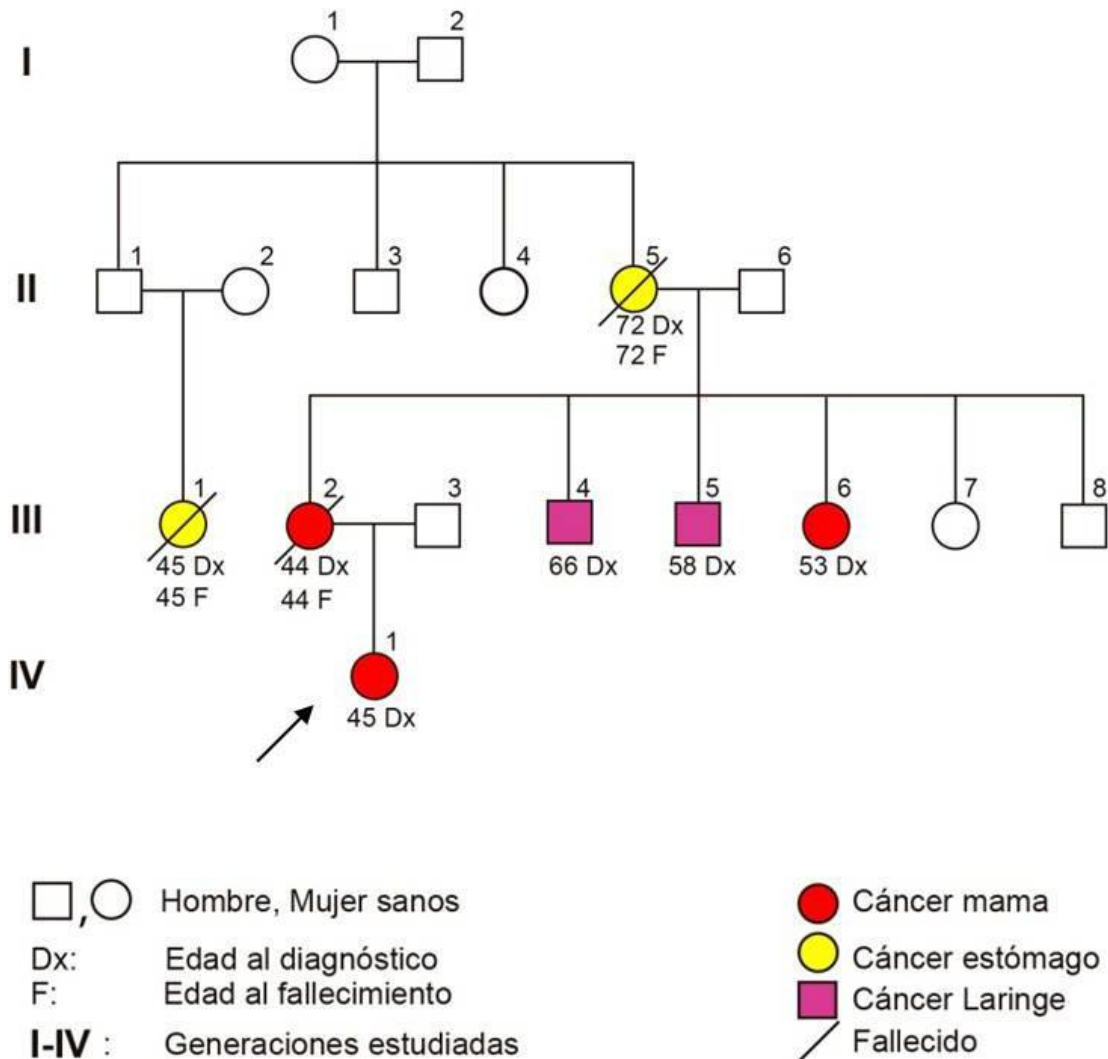 1 2
I
1 2 3 4 5 6
II
72 Dx
72 F
1 2 3 4 5 6 7 8
III
45 Dx 44 Dx 66 Dx 58 Dx 53 Dx
45 F 44 F
1
IV
45 Dx
, Hombre, Mujer sanos
Dx: Edad al diagnóstico
F: Edad al fallecimiento
I-IV : Generaciones estudiadas
Cáncer mama
Cáncer estómago
Cáncer Laringe
Fallecido